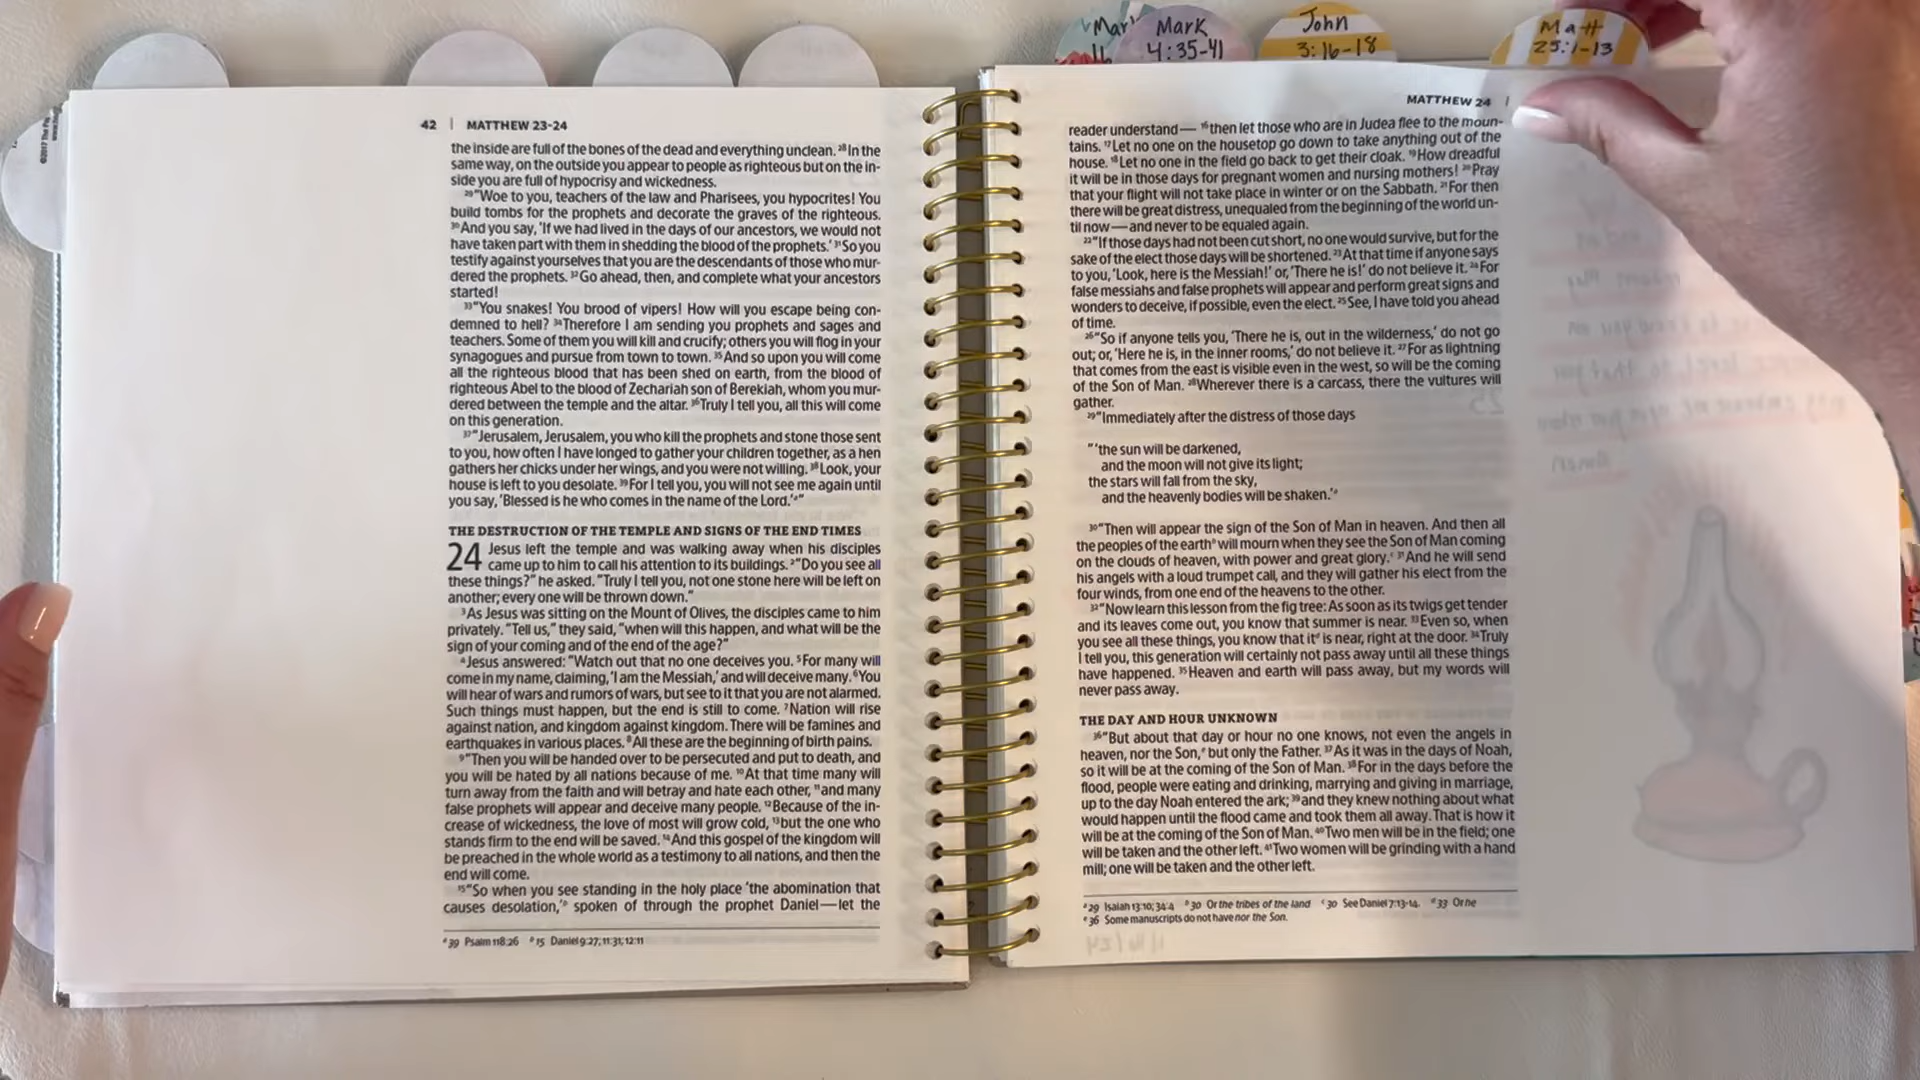 Mar
11
Mark
4:35-41
John
3:16-18
Matt
25:1-13
42 | MATTHEW 23-24
the inside are full of the bones of the dead and everything unclean. 28 In the
same way, on the outside you appear to people as righteous but on the in-
side you are full of hypocrisy and wickedness.
29 "Woe to you, teachers of the law and Pharisees, you hypocrites! You
build tombs for the prophets and decorate the graves of the righteous.
30 And you say, 'If we had lived in the days of our ancestors, we would not
have taken part with them in shedding the blood of the prophets.' 31 So you
testify against yourselves that you are the descendants of those who mur-
dered the prophets. 32 Go ahead, then, and complete what your ancestors
started!
33 "You snakes! You brood of vipers! How will you escape being con-
demned to hell? 34 Therefore I am sending you prophets and sages and
teachers. Some of them you will kill and crucify; others you will flog in your
synagogues and pursue from town to town. 35 And so upon you will come
all the righteous blood that has been shed on earth, from the blood of
righteous Abel to the blood of Zechariah son of Berekiah, whom you mur-
dered between the temple and the altar. 36 Truly I tell you, all this will come
on this generation.
37 "Jerusalem, Jerusalem, you who kill the prophets and stone those sent
to you, how often I have longed to gather your children together, as a hen
gathers her chicks under her wings, and you were not willing. 38 Look, your
house is left to you desolate. 39 For I tell you, you will not see me again until
you say, 'Blessed is he who comes in the name of the Lord.'a"
THE DESTRUCTION OF THE TEMPLE AND SIGNS OF THE END TIMES
24 Jesus left the temple and was walking away when his disciples
came up to him to call his attention to its buildings. 2 "Do you see all
these things?" he asked. "Truly I tell you, not one stone here will be left on
another; every one will be thrown down."
3 As Jesus was sitting on the Mount of Olives, the disciples came to him
privately. "Tell us," they said, "when will this happen, and what will be the
sign of your coming and of the end of the age?"
4 Jesus answered: "Watch out that no one deceives you. 5 For many will
come in my name, claiming, 'I am the Messiah,' and will deceive many. 6 You
will hear of wars and rumors of wars, but see to it that you are not alarmed.
Such things must happen, but the end is still to come. 7 Nation will rise
against nation, and kingdom against kingdom. There will be famines and
earthquakes in various places. 8 All these are the beginning of birth pains.
9 "Then you will be handed over to be persecuted and put to death, and
you will be hated by all nations because of me. 10 At that time many will
turn away from the faith and will betray and hate each other, 11 and many
false prophets will appear and deceive many people. 12 Because of the in-
crease of wickedness, the love of most will grow cold, 13 but the one who
stands firm to the end will be saved. 14 And this gospel of the kingdom will
be preached in the whole world as a testimony to all nations, and then the
end will come.
15 "So when you see standing in the holy place 'the abomination that
causes desolation,'b spoken of through the prophet Daniel—let the
a 39 Psalm 118:26 b 15 Daniel 9:27; 11:31; 12:11
MATTHEW 24 |
reader understand— 16 then let those who are in Judea flee to the moun-
tains. 17 Let no one on the housetop go down to take anything out of the
house. 18 Let no one in the field go back to get their cloak. 19 How dreadful
it will be in those days for pregnant women and nursing mothers! 20 Pray
that your flight will not take place in winter or on the Sabbath. 21 For then
there will be great distress, unequaled from the beginning of the world un-
til now—and never to be equaled again.
22 "If those days had not been cut short, no one would survive, but for the
sake of the elect those days will be shortened. 23 At that time if anyone says
to you, 'Look, here is the Messiah!' or, 'There he is!' do not believe it. 24 For
false messiahs and false prophets will appear and perform great signs and
wonders to deceive, if possible, even the elect. 25 See, I have told you ahead
of time.
26 "So if anyone tells you, 'There he is, out in the wilderness,' do not go
out; or, 'Here he is, in the inner rooms,' do not believe it. 27 For as lightning
that comes from the east is visible even in the west, so will be the coming
of the Son of Man. 28 Wherever there is a carcass, there the vultures will
gather.
29 "Immediately after the distress of those days
"'the sun will be darkened,
and the moon will not give its light;
the stars will fall from the sky,
and the heavenly bodies will be shaken.'a
30 "Then will appear the sign of the Son of Man in heaven. And then all
the peoples of the earth b will mourn when they see the Son of Man coming
on the clouds of heaven, with power and great glory. c 31 And he will send
his angels with a loud trumpet call, and they will gather his elect from the
four winds, from one end of the heavens to the other.
32 "Now learn this lesson from the fig tree: As soon as its twigs get tender
and its leaves come out, you know that summer is near. 33 Even so, when
you see all these things, you know that it d is near, right at the door. 34 Truly
I tell you, this generation will certainly not pass away until all these things
have happened. 35 Heaven and earth will pass away, but my words will
never pass away.
THE DAY AND HOUR UNKNOWN
36 "But about that day or hour no one knows, not even the angels in
heaven, nor the Son, e but only the Father. 37 As it was in the days of Noah,
so it will be at the coming of the Son of Man. 38 For in the days before the
flood, people were eating and drinking, marrying and giving in marriage,
up to the day Noah entered the ark; 39 and they knew nothing about what
would happen until the flood came and took them all away. That is how it
will be at the coming of the Son of Man. 40 Two men will be in the field; one
will be taken and the other left. 41 Two women will be grinding with a hand
mill; one will be taken and the other left.
a 29 Isaiah 13:10; 34:4 b 30 Or the tribes of the land c 30 See Daniel 7:13-14. d 33 Or he
e 36 Some manuscripts do not have nor the Son.